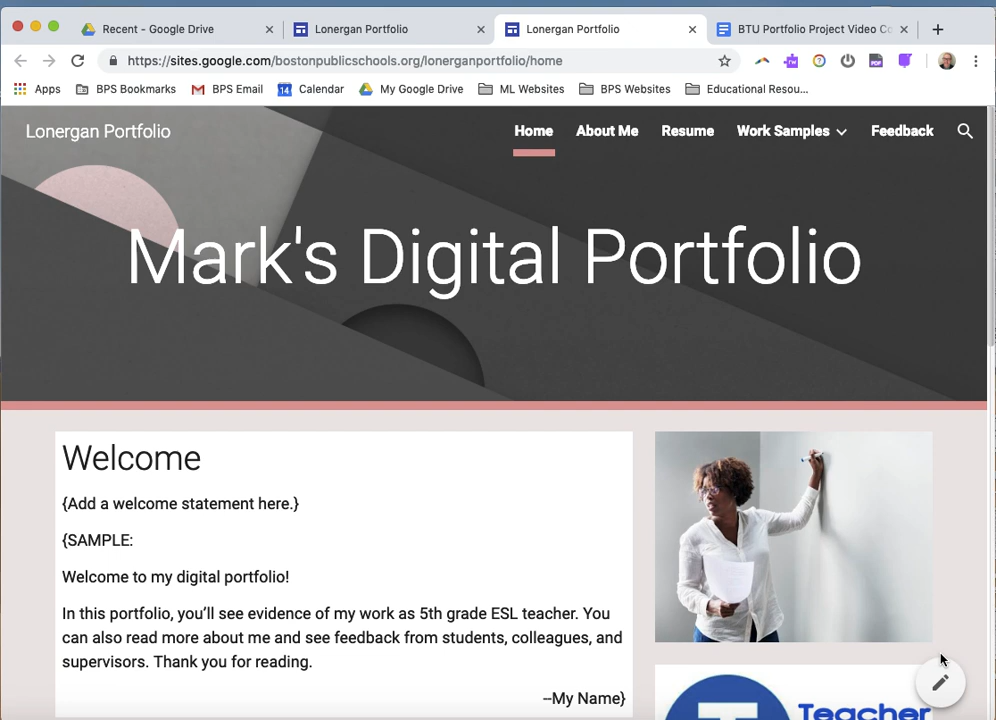 Recent - Google Drive
Lonergan Portfolio
Lonergan Portfolio
BTU Portfolio Project Video Co
https://sites.google.com/bostonpublicschools.org/lonerganportfolio/home
Apps BPS Bookmarks BPS Email Calendar My Google Drive ML Websites BPS Websites Educational Resou...
Lonergan Portfolio
Home About Me Resume Work Samples Feedback
Mark's Digital Portfolio
Welcome
{Add a welcome statement here.}
{SAMPLE:
Welcome to my digital portfolio!
In this portfolio, you’ll see evidence of my work as 5th grade ESL teacher. You
can also read more about me and see feedback from students, colleagues, and
supervisors. Thank you for reading.
--My Name}
Teacher